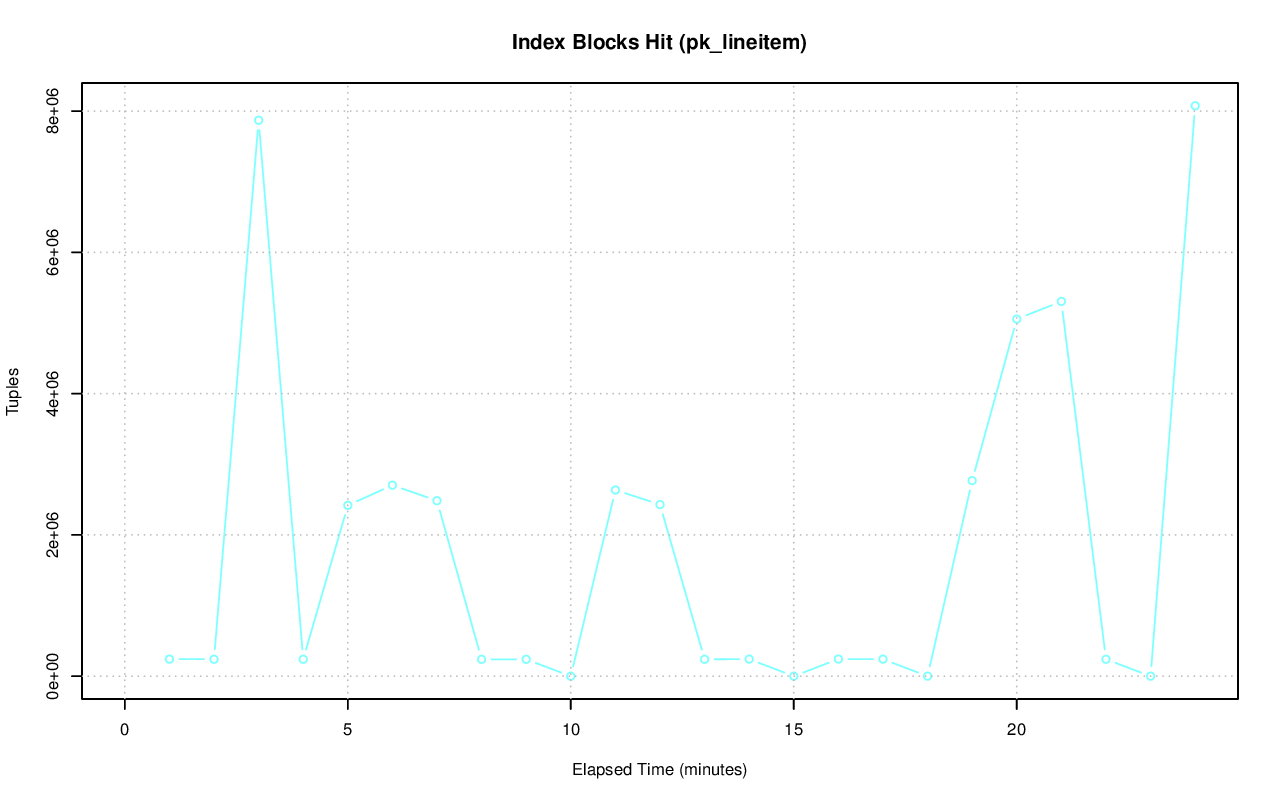 Index Blocks Hit (pk_lineitem)
Tuples
8e+06
6e+06
4e+06
2e+06
0e+00
0 5 10 15 20
Elapsed Time (minutes)